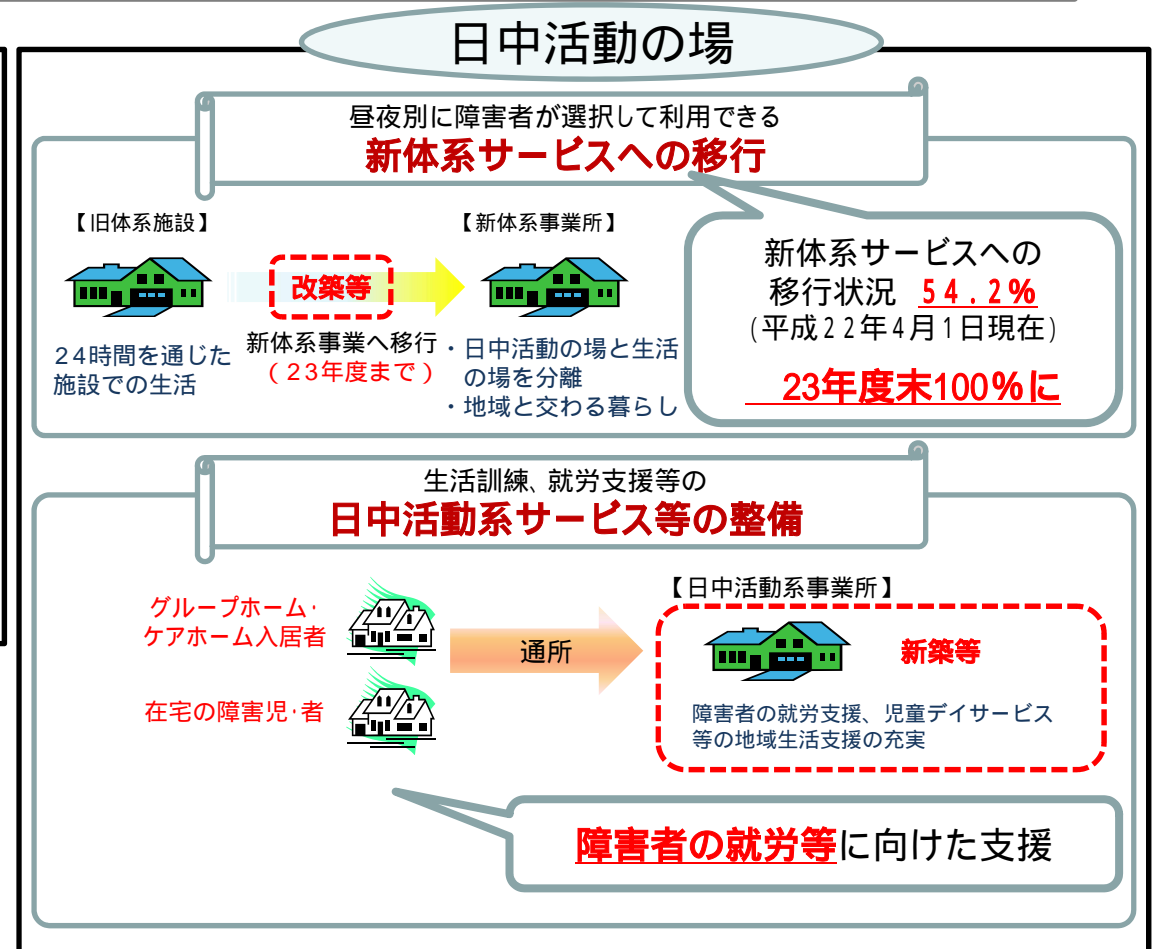 日中活動の場
昼夜別に障害者が選択して利用できる
新体系サービスへの移行
【旧体系施設】
24時間を通じた
施設での生活
改築等
新体系事業へ移行
(23年度まで)
【新体系事業所】
・日中活動の場と生活
の場を分離
・地域と交わる暮らし
新体系サービスへの
移行状況 54.2%
(平成22年4月1日現在)
23年度末100%に
生活訓練、就労支援等の
日中活動系サービス等の整備
グループホーム・
ケアホーム入居者
在宅の障害児・者
通所
【日中活動系事業所】
新築等
障害者の就労支援、児童デイサービス
等の地域生活支援の充実
障害者の就労等に向けた支援